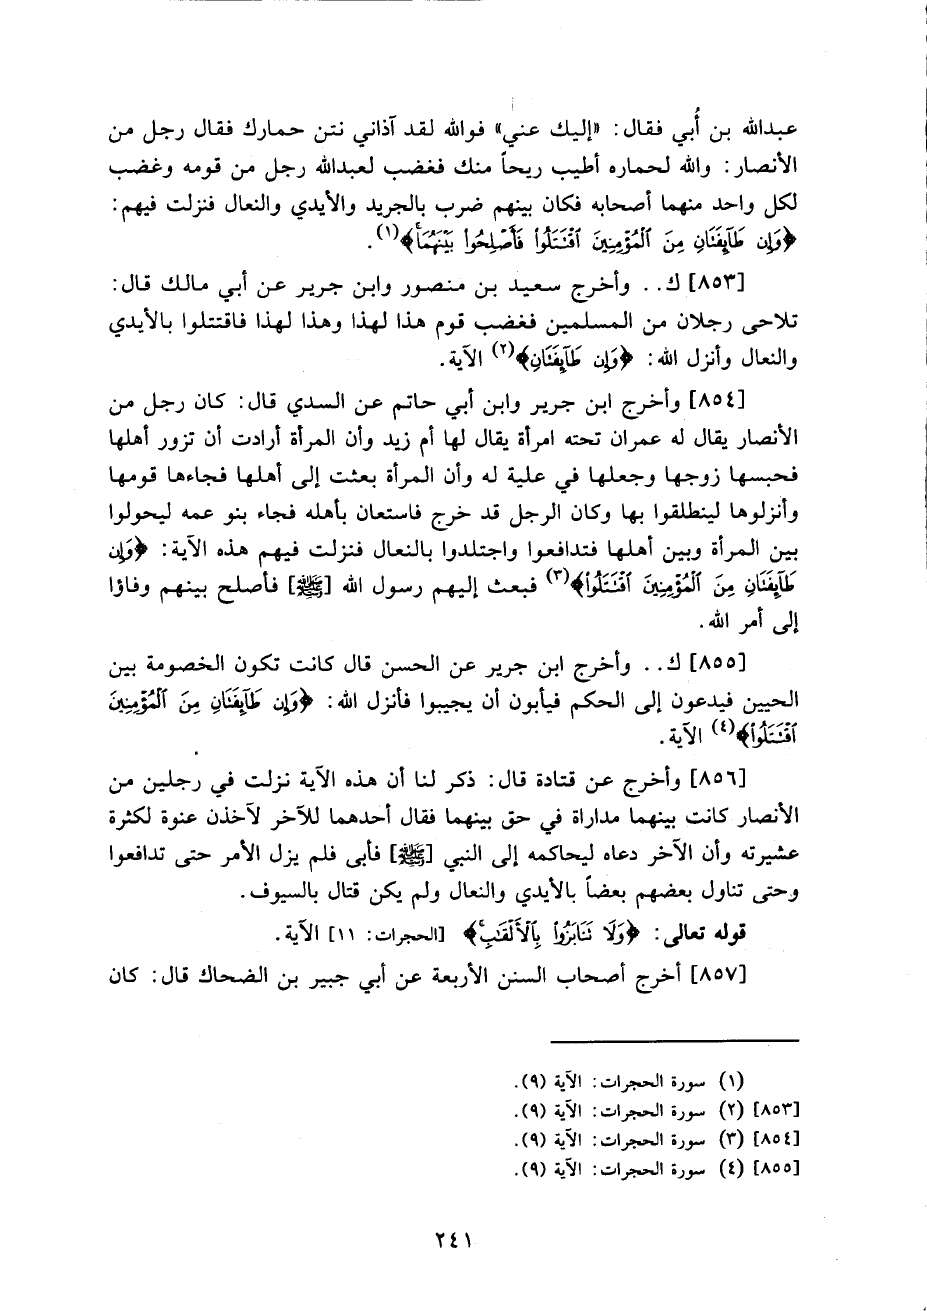 عبدالله بن أُبي فقال: «إليك عني» فوالله لقد آذاني نتن حمارك فقال رجل من
الأنصار: والله لحماره أطيب ريحاً منك فغضب لعبدالله رجل من قومه وغضب
لكل واحد منهما أصحابه فكان بينهم ضرب بالجريد والأيدي والنعال فنزلت فيهم:
﴿وَإِن طَآئِفَتَانِ مِنَ ٱلْمُؤْمِنِينَ ٱقْتَتَلُوا۟ فَأَصْلِحُوا۟ بَيْنَهُمَا﴾(١).
[٨٥٣] ك.. وأخرج سعيد بن منصور وابن جرير عن أبي مالك قال:
تلاحى رجلان من المسلمين فغضب قوم هذا لهذا وهذا لهذا فاقتتلوا بالأيدي
والنعال وأنزل الله: ﴿وَإِن طَآئِفَتَانِ﴾(٢) الآية.
[٨٥٤] وأخرج ابن جرير وابن أبي حاتم عن السدي قال: كان رجل من
الأنصار يقال له عمران تحته امرأة يقال لها أم زيد وأن المرأة أرادت أن تزور أهلها
فحبسها زوجها وجعلها في علية له وأن المرأة بعثت إلى أهلها فجاءها قومها
وأنزلوها لينطلقوا بها وكان الرجل قد خرج فاستعان بأهله فجاء بنو عمه ليحولوا
بين المرأة وبين أهلها فتدافعوا واجتلدوا بالنعال فنزلت فيهم هذه الآية: ﴿وَإِن
طَآئِفَتَانِ مِنَ ٱلْمُؤْمِنِينَ ٱقْتَتَلُوا۟﴾(٣) فبعث إليهم رسول الله [ﷺ] فأصلح بينهم وفاؤا
إلى أمر الله.
[٨٥٥] ك.. وأخرج ابن جرير عن الحسن قال كانت تكون الخصومة بين
الحيين فيدعون إلى الحكم فيأبون أن يجيبوا فأنزل الله: ﴿وَإِن طَآئِفَتَانِ مِنَ ٱلْمُؤْمِنِينَ
ٱقْتَتَلُوا۟﴾(٤) الآية.
[٨٥٦] وأخرج عن قتادة قال: ذكر لنا أن هذه الآية نزلت في رجلين من
الأنصار كانت بينهما مداراة في حق بينهما فقال أحدهما للآخر لآخذن عنوة لكثرة
عشيرته وأن الآخر دعاه ليحاكمه إلى النبي [ﷺ] فأبى فلم يزل الأمر حتى تدافعوا
وحتى تناول بعضهم بعضاً بالأيدي والنعال ولم يكن قتال بالسيوف.
قوله تعالى: ﴿وَلَا تَنَابَزُوا۟ بِٱلْأَلْقَٰبِ﴾ [الحجرات: ١١] الآية.
[٨٥٧] أخرج أصحاب السنن الأربعة عن أبي جبير بن الضحاك قال: كان
(١) سورة الحجرات: الآية (٩).
[٨٥٣] (٢) سورة الحجرات: الآية (٩).
[٨٥٤] (٣) سورة الحجرات: الآية (٩).
[٨٥٥] (٤) سورة الحجرات: الآية (٩).
٢٤١